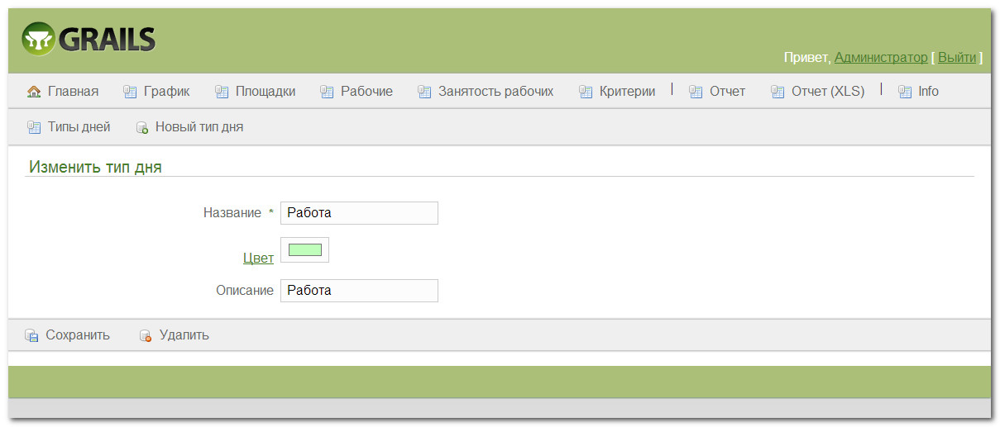 GRAILS
Привет, Администратор [ Выйти ]
Главная График Площадки Рабочие Занятость рабочих Критерии | Отчет Отчет (XLS) | Info
Типы дней Новый тип дня
Изменить тип дня
Название * Работа
Цвет
Описание Работа
Сохранить Удалить